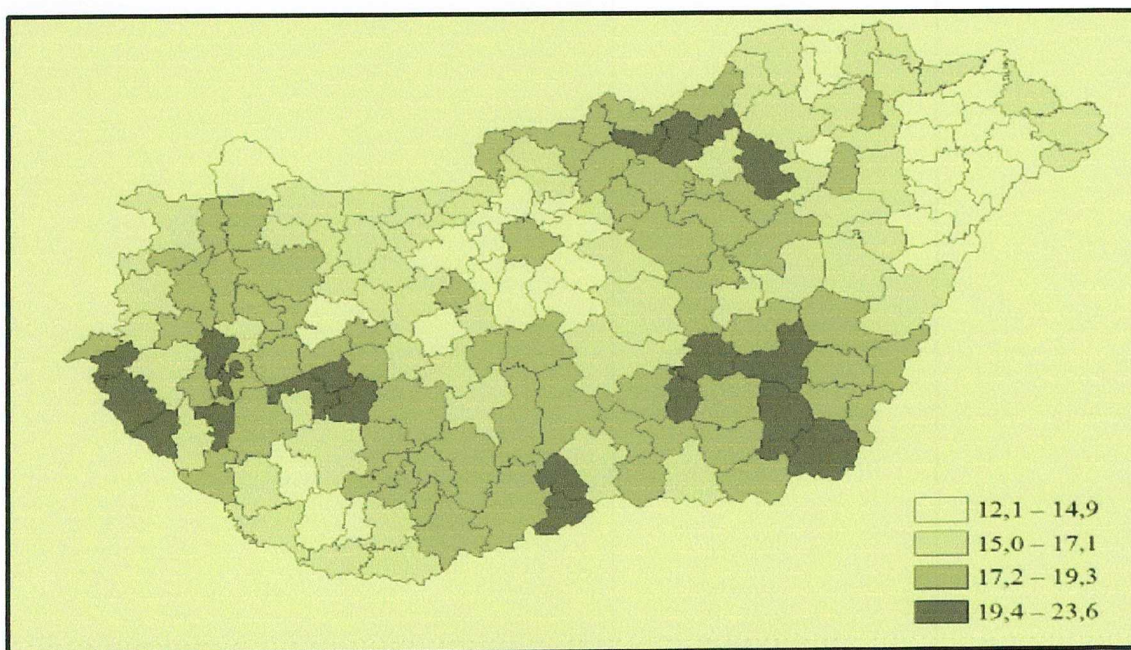 12,1 – 14,9
15,0 – 17,1
17,2 – 19,3
19,4 – 23,6